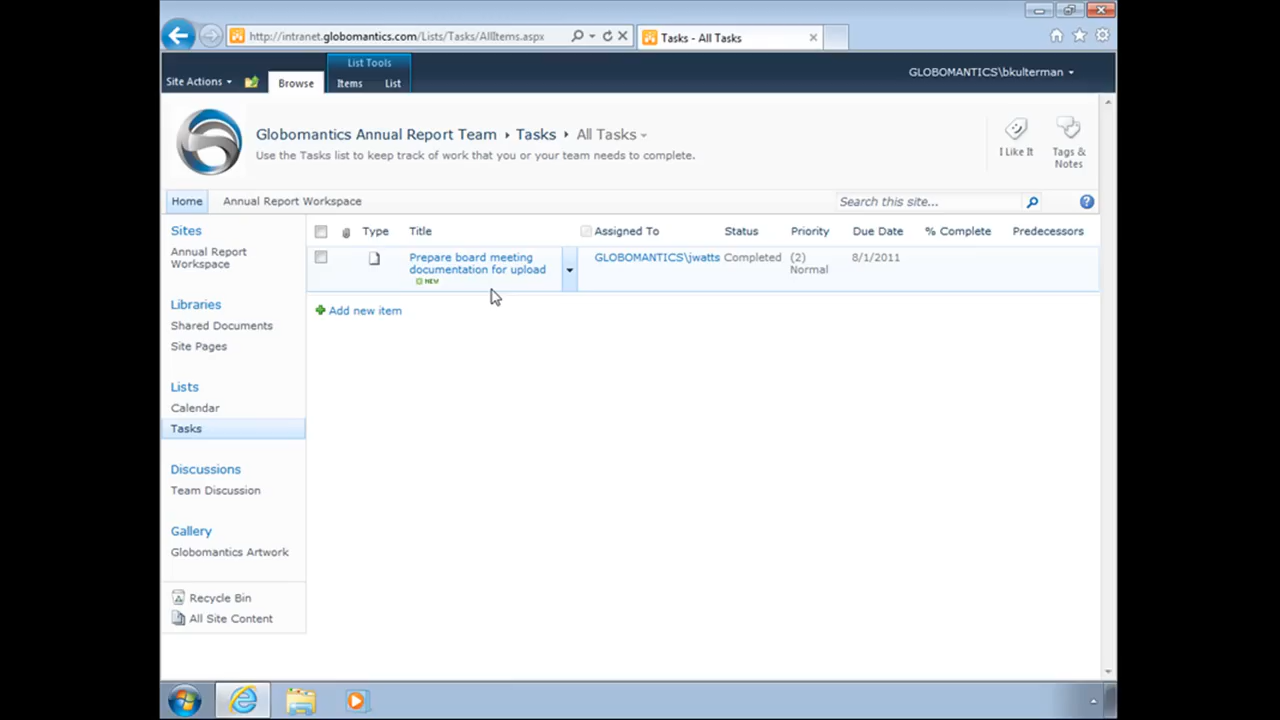 http://intranet.globomantics.com/Lists/Tasks/AllItems.aspx
Tasks - All Tasks
Site Actions
Browse
List Tools
Items
List
GLOBOMANTICS\bkulterman
Globomantics Annual Report Team
Tasks
All Tasks
Use the Tasks list to keep track of work that you or your team needs to complete.
I Like It
Tags &
Notes
Home
Annual Report Workspace
Search this site...
Sites
Annual Report
Workspace
Libraries
Shared Documents
Site Pages
Lists
Calendar
Tasks
Discussions
Team Discussion
Gallery
Globomantics Artwork
Recycle Bin
All Site Content
Type
Title
Assigned To
Status
Priority
Due Date
% Complete
Predecessors
Prepare board meeting
documentation for upload
NEW
GLOBOMANTICS\jwatts
Completed
(2)
Normal
8/1/2011
Add new item